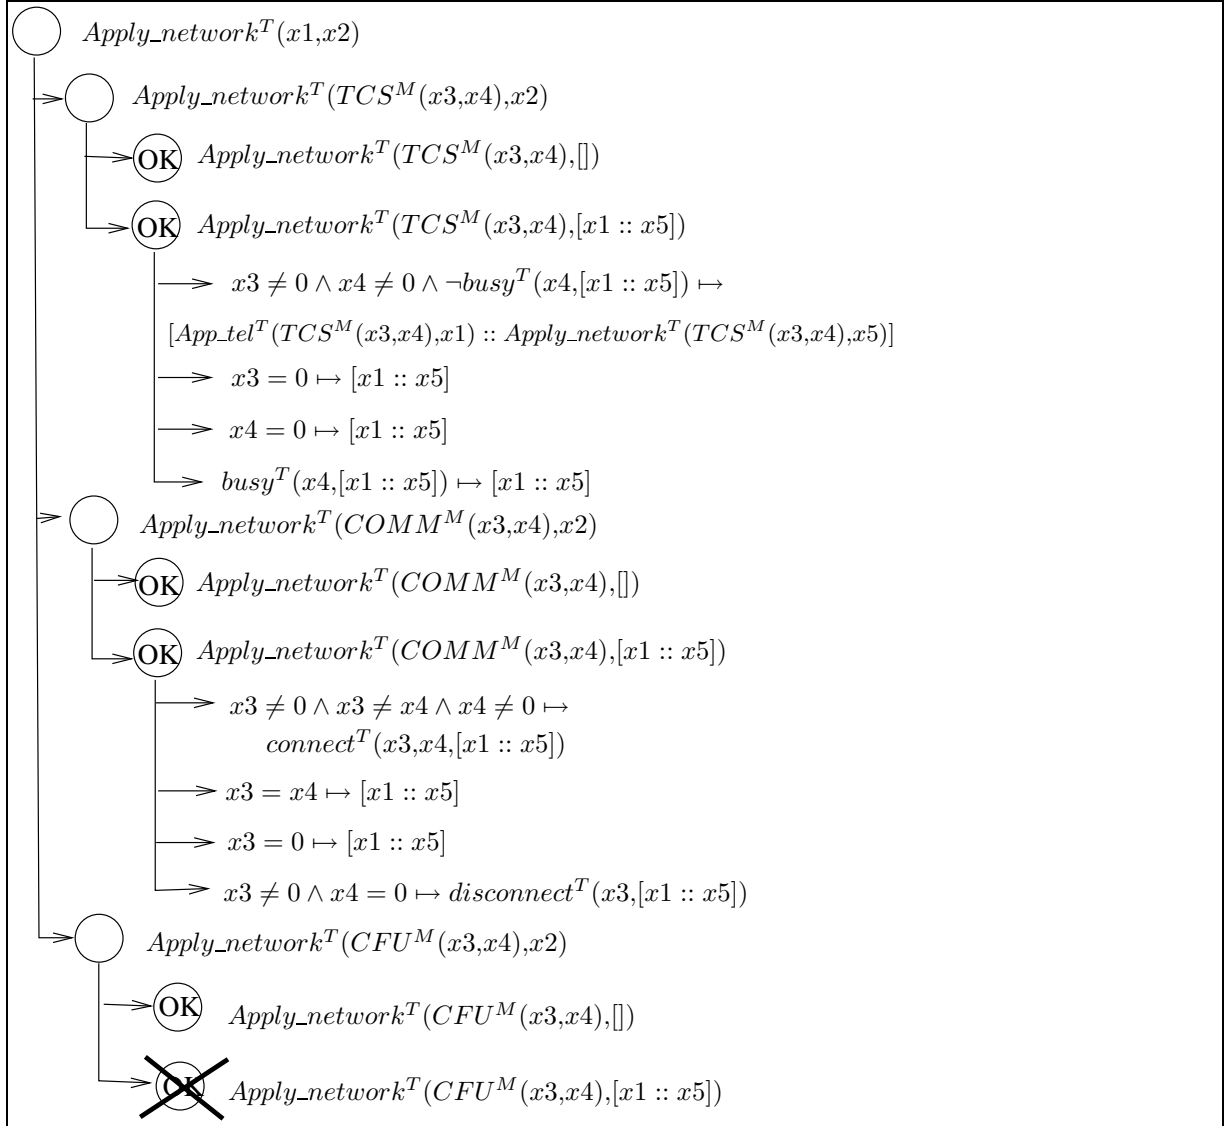 Apply_network^T(x1,x2)
Apply_network^T(TCS^M(x3,x4),x2)
OK Apply_network^T(TCS^M(x3,x4),[])
OK Apply_network^T(TCS^M(x3,x4),[x1 :: x5])
x3 ≠ 0 ∧ x4 ≠ 0 ∧ ¬busy^T(x4,[x1 :: x5]) ↦
[App_tel^T(TCS^M(x3,x4),x1) :: Apply_network^T(TCS^M(x3,x4),x5)]
x3 = 0 ↦ [x1 :: x5]
x4 = 0 ↦ [x1 :: x5]
busy^T(x4,[x1 :: x5]) ↦ [x1 :: x5]
Apply_network^T(COMM^M(x3,x4),x2)
OK Apply_network^T(COMM^M(x3,x4),[])
OK Apply_network^T(COMM^M(x3,x4),[x1 :: x5])
x3 ≠ 0 ∧ x3 ≠ x4 ∧ x4 ≠ 0 ↦
connect^T(x3,x4,[x1 :: x5])
x3 = x4 ↦ [x1 :: x5]
x3 = 0 ↦ [x1 :: x5]
x3 ≠ 0 ∧ x4 = 0 ↦ disconnect^T(x3,[x1 :: x5])
Apply_network^T(CFU^M(x3,x4),x2)
OK Apply_network^T(CFU^M(x3,x4),[])
OK Apply_network^T(CFU^M(x3,x4),[x1 :: x5])